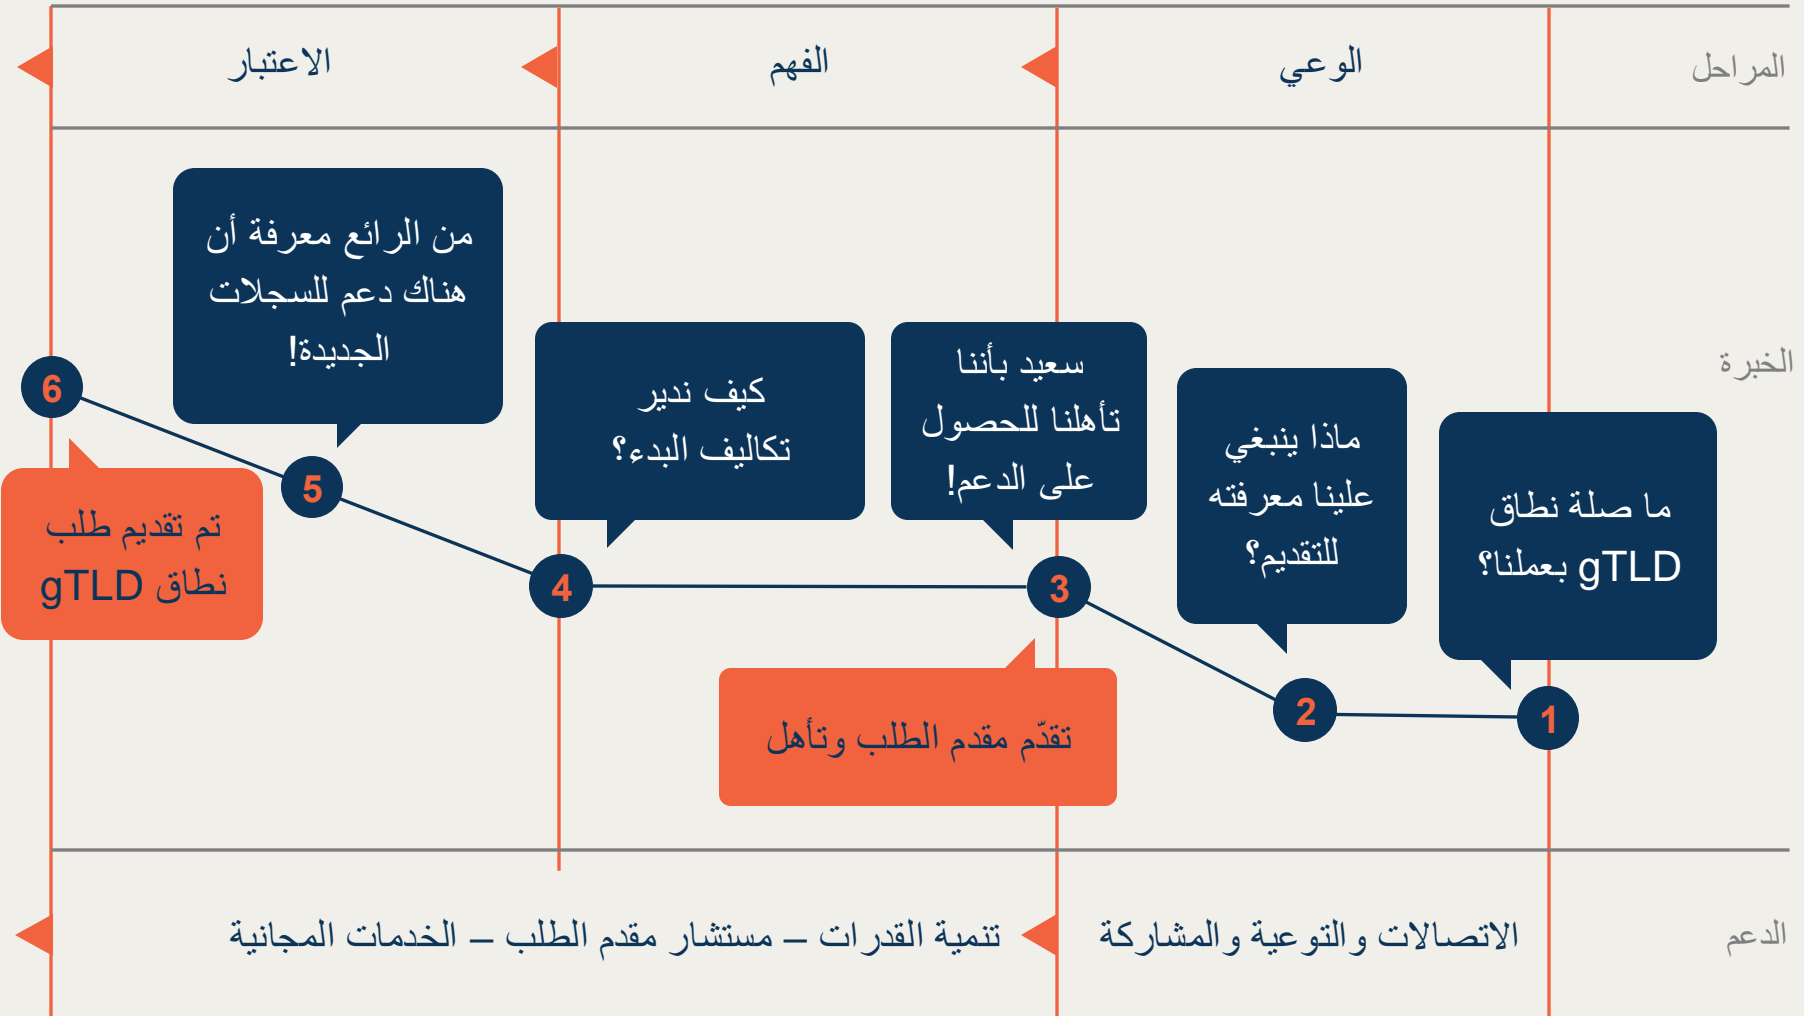 المراحل
الوعي
الفهم
الاعتبار
الخبرة
ما صلة نطاق
gTLD بعملنا؟
1
ماذا ينبغي
علينا معرفته
للتقديم؟
2
سعيد بأننا
تأهلنا للحصول
على الدعم!
3
تقدّم مقدم الطلب وتأهل
كيف ندير
تكاليف البدء؟
4
من الرائع معرفة أن
هناك دعم للسجلات
الجديدة!
5
6
تم تقديم طلب
نطاق gTLD
الدعم
الاتصالات والتوعية والمشاركة
تنمية القدرات – مستشار مقدم الطلب – الخدمات المجانية